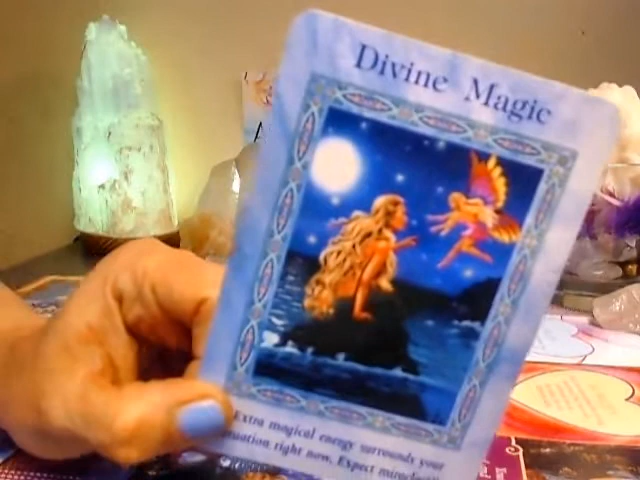 Divine Magic
Extra magical energy surrounds your
situation right now. Expect miracles